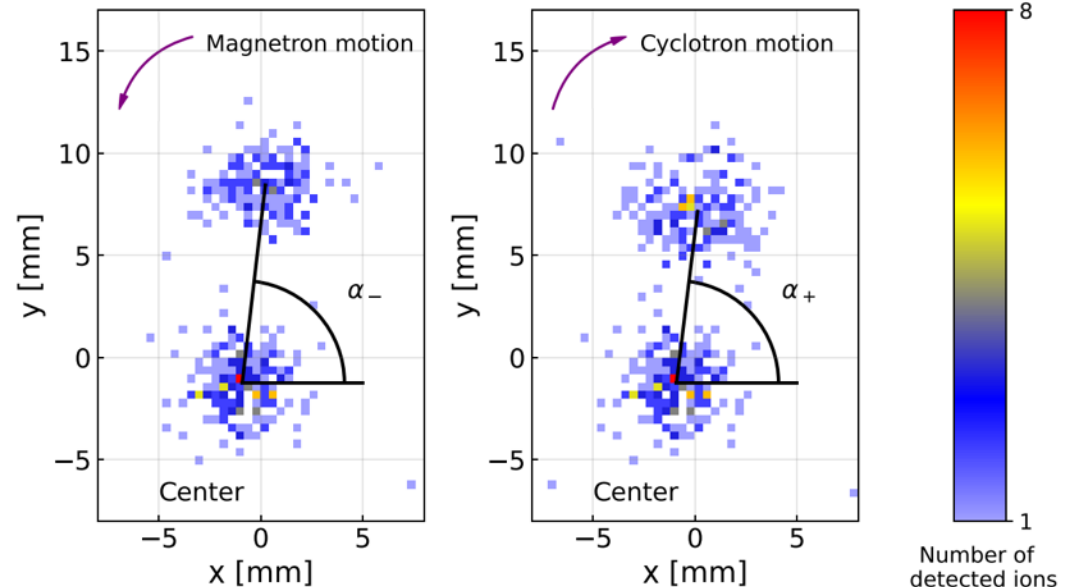 Magnetron motion
Cyclotron motion
8
15
10
5
0
−5
y [mm]
α₋
Center
−5
0
5
x [mm]
15
10
5
0
−5
y [mm]
α₊
Center
−5
0
5
x [mm]
1
Number of
detected ions